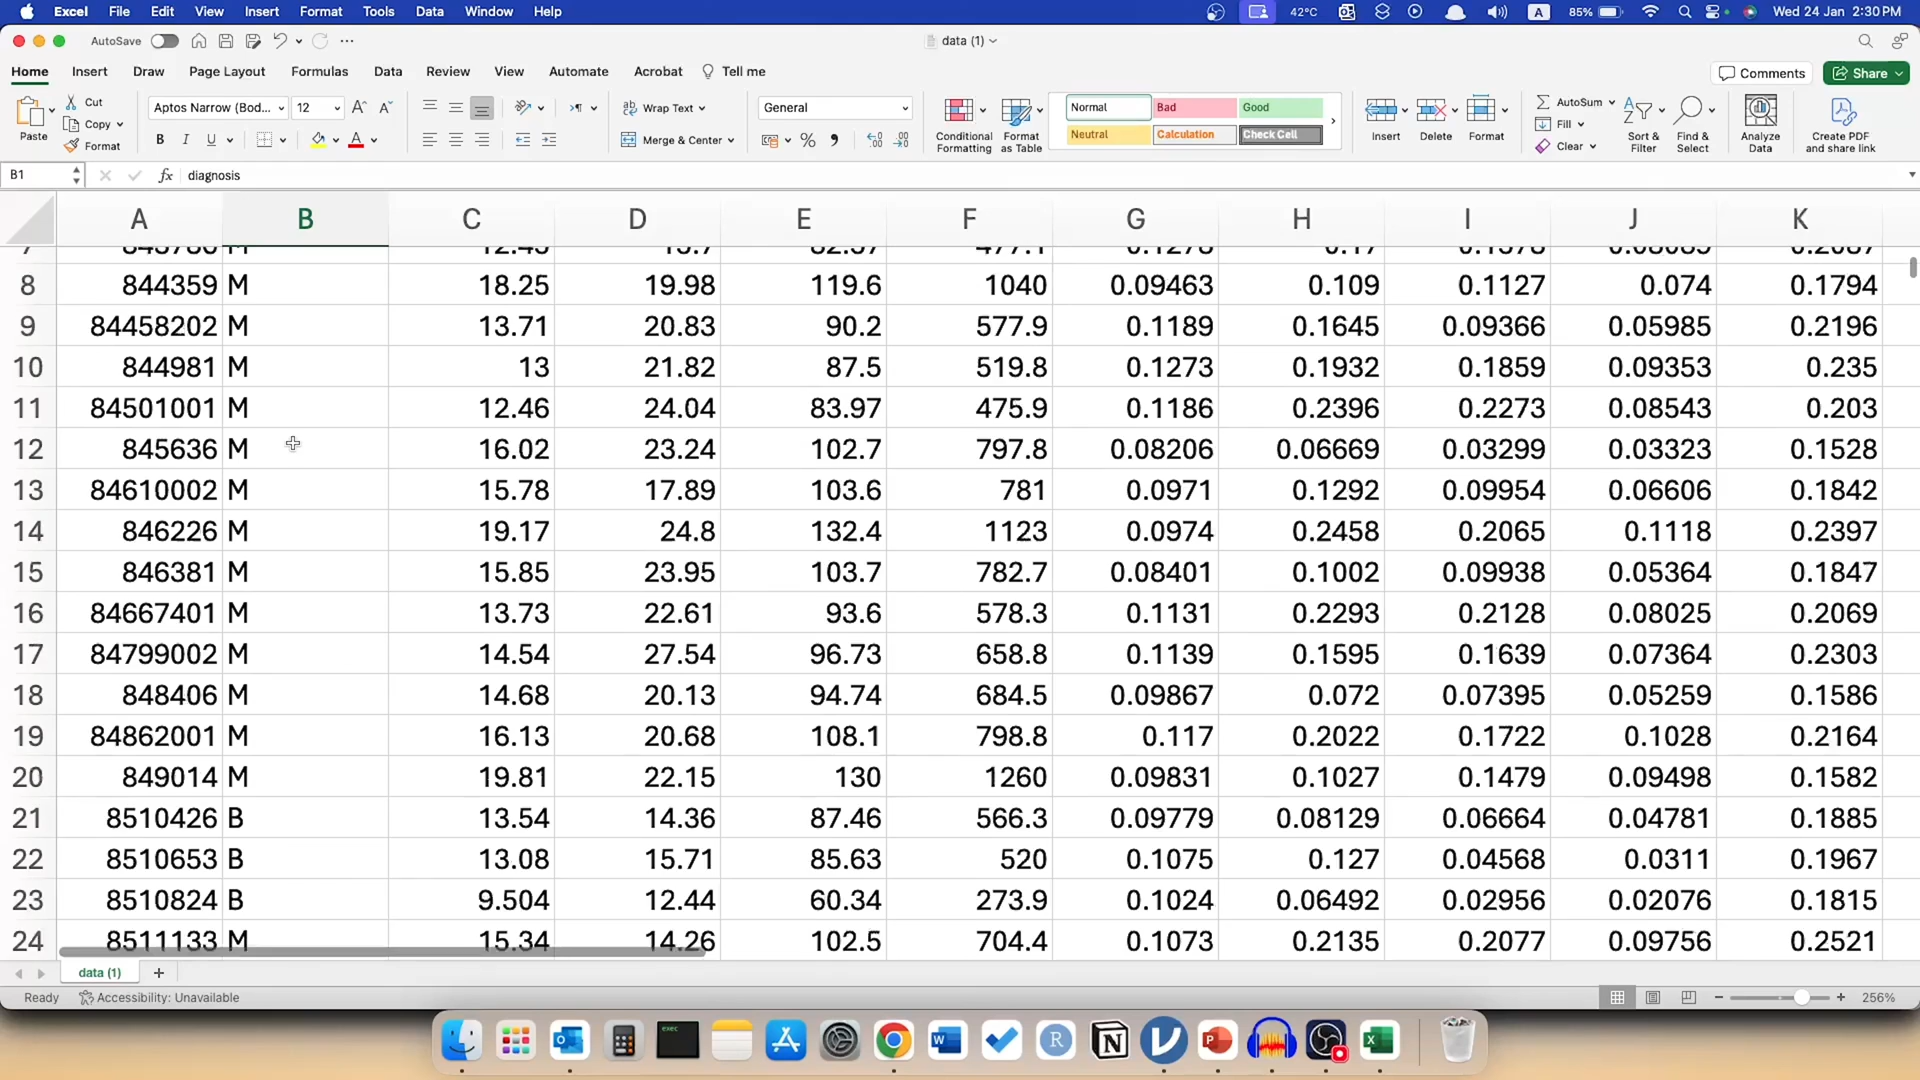 Excel File Edit View Insert Format Tools Data Window Help 42°C A 85% Wed 24 Jan 2:30 PM
AutoSave data (1)
Home Insert Draw Page Layout Formulas Data Review View Automate Acrobat Tell me Comments Share
Paste Cut Copy Format Aptos Narrow (Bod... 12 Wrap Text Merge & Center General Conditional Formatting Format as Table Normal Bad Good Neutral Calculation Check Cell Insert Delete Format AutoSum Fill Clear Sort & Filter Find & Select Analyze Data Create PDF and share link
B1 fx diagnosis
A B C D E F G H I J K
8 844359 M 18.25 19.98 119.6 1040 0.09463 0.109 0.1127 0.074 0.1794
9 84458202 M 13.71 20.83 90.2 577.9 0.1189 0.1645 0.09366 0.05985 0.2196
10 844981 M 13 21.82 87.5 519.8 0.1273 0.1932 0.1859 0.09353 0.235
11 84501001 M 12.46 24.04 83.97 475.9 0.1186 0.2396 0.2273 0.08543 0.203
12 845636 M 16.02 23.24 102.7 797.8 0.08206 0.06669 0.03299 0.03323 0.1528
13 84610002 M 15.78 17.89 103.6 781 0.0971 0.1292 0.09954 0.06606 0.1842
14 846226 M 19.17 24.8 132.4 1123 0.0974 0.2458 0.2065 0.1118 0.2397
15 846381 M 15.85 23.95 103.7 782.7 0.08401 0.1002 0.09938 0.05364 0.1847
16 84667401 M 13.73 22.61 93.6 578.3 0.1131 0.2293 0.2128 0.08025 0.2069
17 84799002 M 14.54 27.54 96.73 658.8 0.1139 0.1595 0.1639 0.07364 0.2303
18 848406 M 14.68 20.13 94.74 684.5 0.09867 0.072 0.07395 0.05259 0.1586
19 84862001 M 16.13 20.68 108.1 798.8 0.117 0.2022 0.1722 0.1028 0.2164
20 849014 M 19.81 22.15 130 1260 0.09831 0.1027 0.1479 0.09498 0.1582
21 8510426 B 13.54 14.36 87.46 566.3 0.09779 0.08129 0.06664 0.04781 0.1885
22 8510653 B 13.08 15.71 85.63 520 0.1075 0.127 0.04568 0.0311 0.1967
23 8510824 B 9.504 12.44 60.34 273.9 0.1024 0.06492 0.02956 0.02076 0.1815
24 8511133 M 15.34 14.26 102.5 704.4 0.1073 0.2135 0.2077 0.09756 0.2521
data (1)
Ready Accessibility: Unavailable 256%